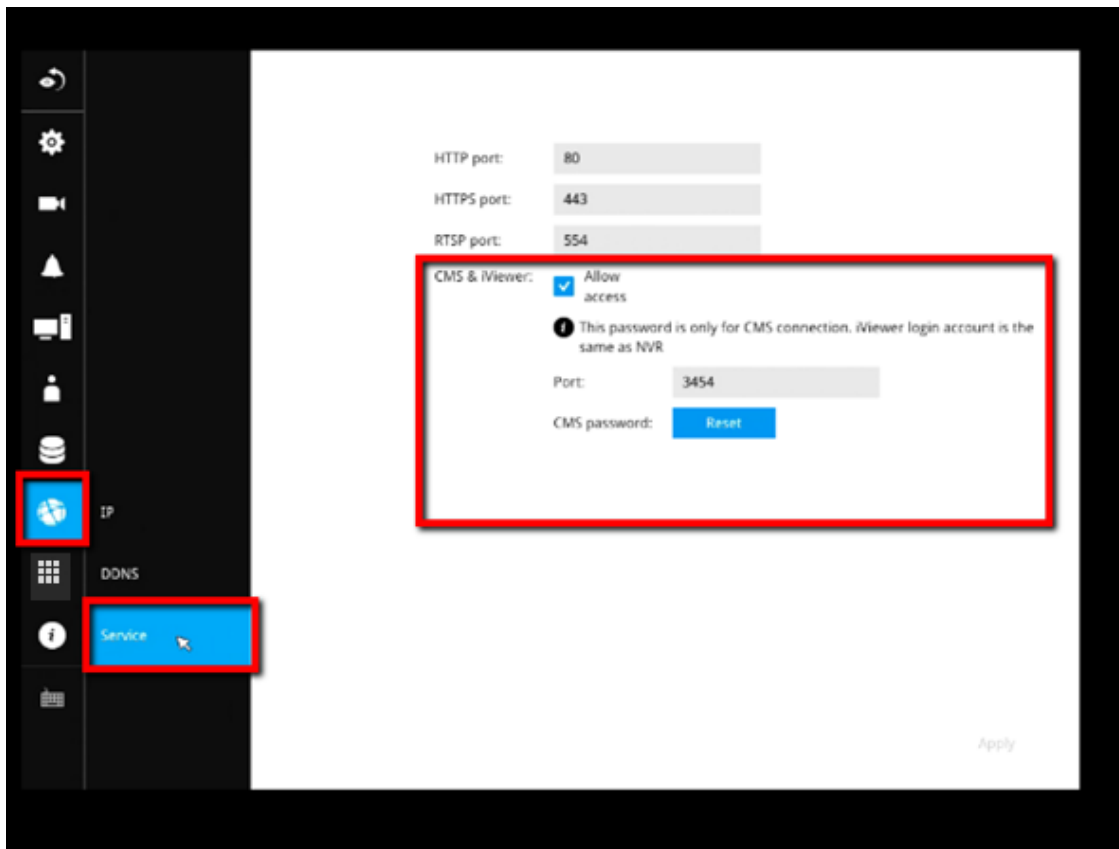 HTTP port: 80
HTTPS port: 443
RTSP port: 554
CMS & iViewer: Allow
access
This password is only for CMS connection. iViewer login account is the
same as NVR
Port: 3454
CMS password: Reset
IP
DDNS
Service
Apply